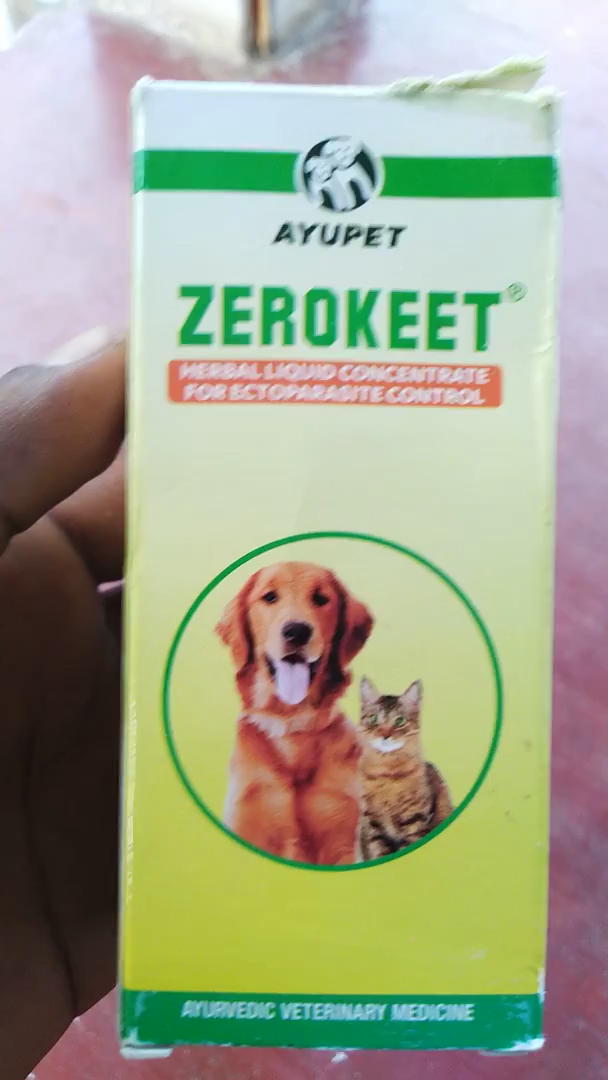 AYUPET
ZEROKEET®
HERBAL LIQUID CONCENTRATE
FOR ECTOPARASITE CONTROL
AYURVEDIC VETERINARY MEDICINE